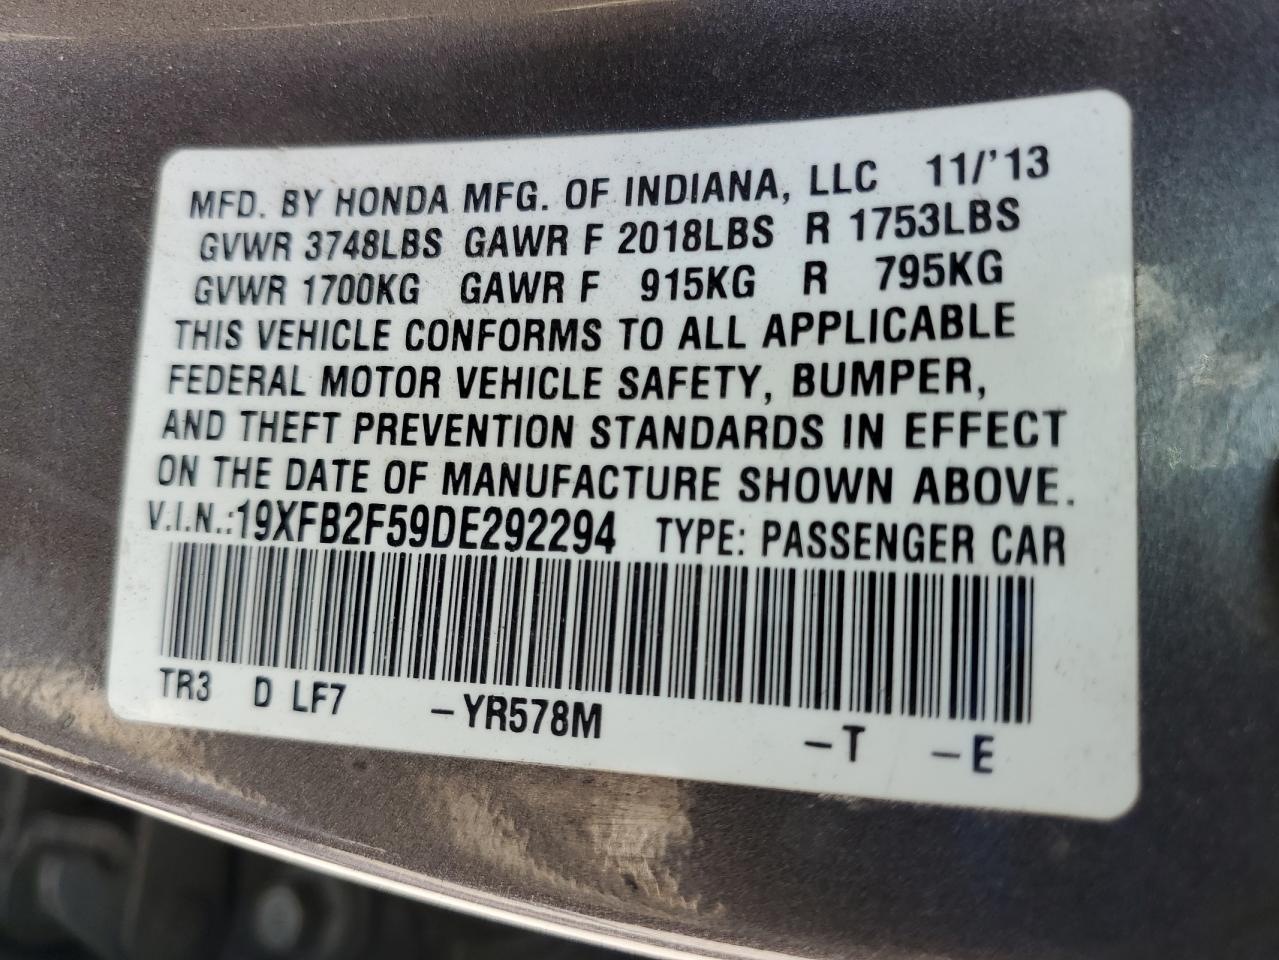 MFD. BY HONDA MFG. OF INDIANA, LLC 11/'13
GVWR 3748LBS GAWR F 2018LBS R 1753LBS
GVWR 1700KG GAWR F 915KG R 795KG
THIS VEHICLE CONFORMS TO ALL APPLICABLE
FEDERAL MOTOR VEHICLE SAFETY, BUMPER,
AND THEFT PREVENTION STANDARDS IN EFFECT
ON THE DATE OF MANUFACTURE SHOWN ABOVE.
V.I.N.:19XFB2F59DE292294 TYPE: PASSENGER CAR
TR3 D LF7 –YR578M –T –E